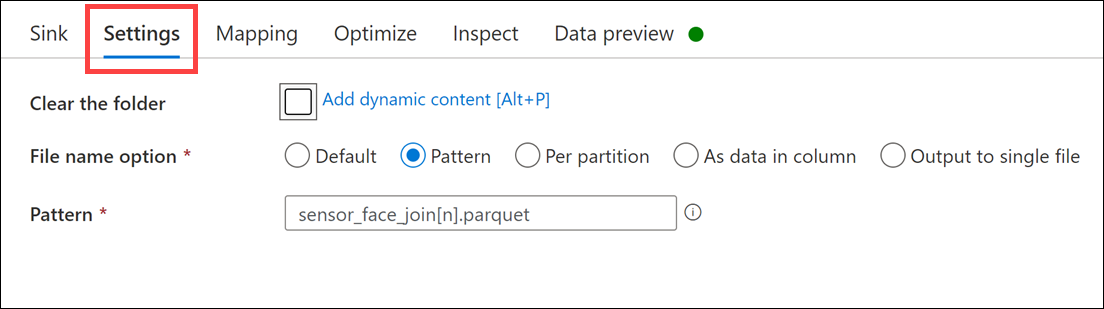 Sink Settings Mapping Optimize Inspect Data preview
Clear the folder Add dynamic content [Alt+P]
File name option * Default Pattern Per partition As data in column Output to single file
Pattern * sensor_face_join[n].parquet